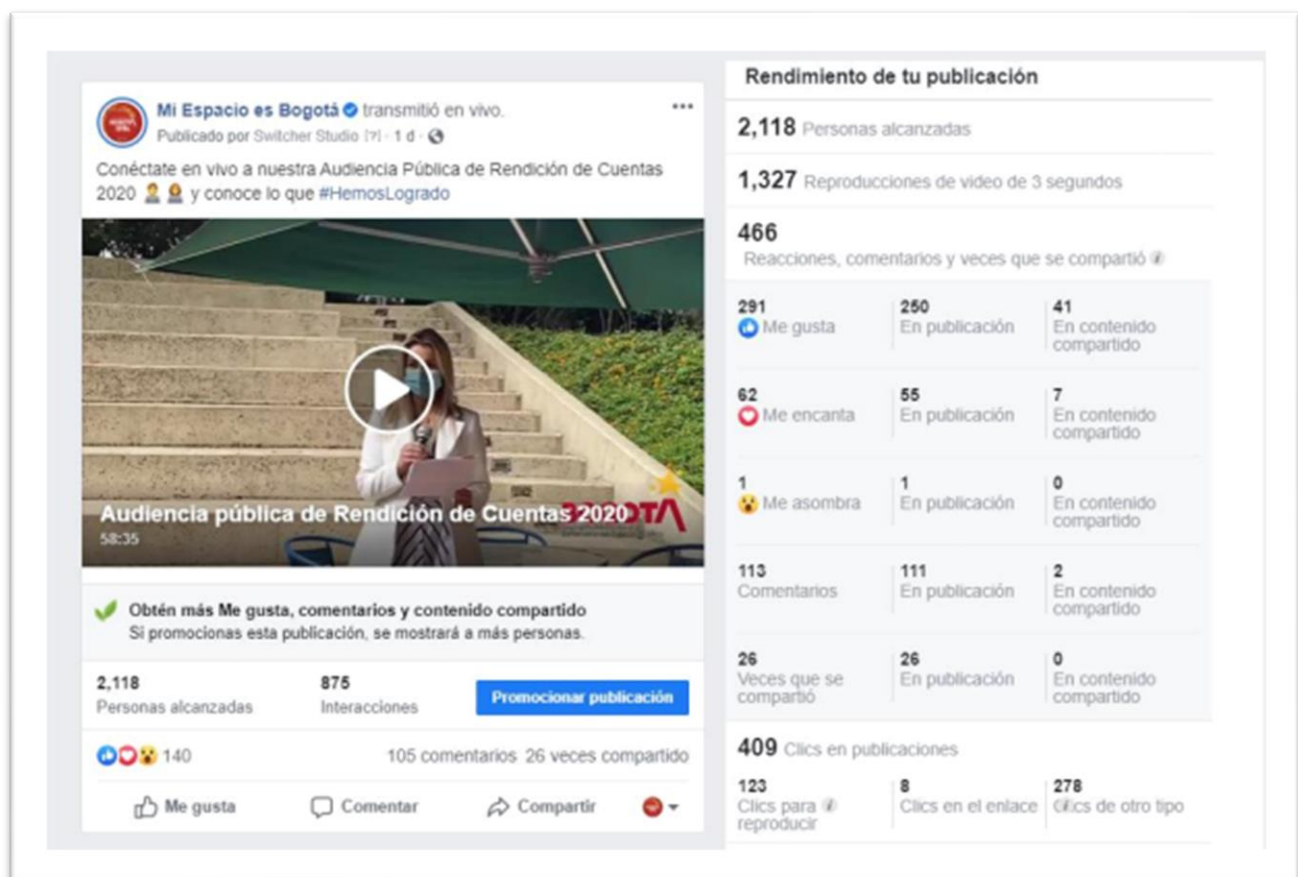 Mi Espacio es Bogotá transmitió en vivo.
Publicado por Switcher Studio [?] · 1 d ·
Conéctate en vivo a nuestra Audiencia Pública de Rendición de Cuentas
2020 y conoce lo que #HemosLogrado
BOGOTÁ
Audiencia pública de Rendición de Cuentas 2020
58:35
Obtén más Me gusta, comentarios y contenido compartido
Si promocionas esta publicación, se mostrará a más personas.
2,118 875
Personas alcanzadas Interacciones Promocionar publicación
140 105 comentarios 26 veces compartido
Me gusta Comentar Compartir
Rendimiento de tu publicación
2,118 Personas alcanzadas
1,327 Reproducciones de video de 3 segundos
466
Reacciones, comentarios y veces que se compartió
291 250 41
Me gusta En publicación En contenido
compartido
62 55 7
Me encanta En publicación En contenido
compartido
1 1 0
Me asombra En publicación En contenido
compartido
113 111 2
Comentarios En publicación En contenido
compartido
26 26 0
Veces que se En publicación En contenido
compartió compartido
409 Clics en publicaciones
123 8 278
Clics para Clics en el enlace Clics de otro tipo
reproducir